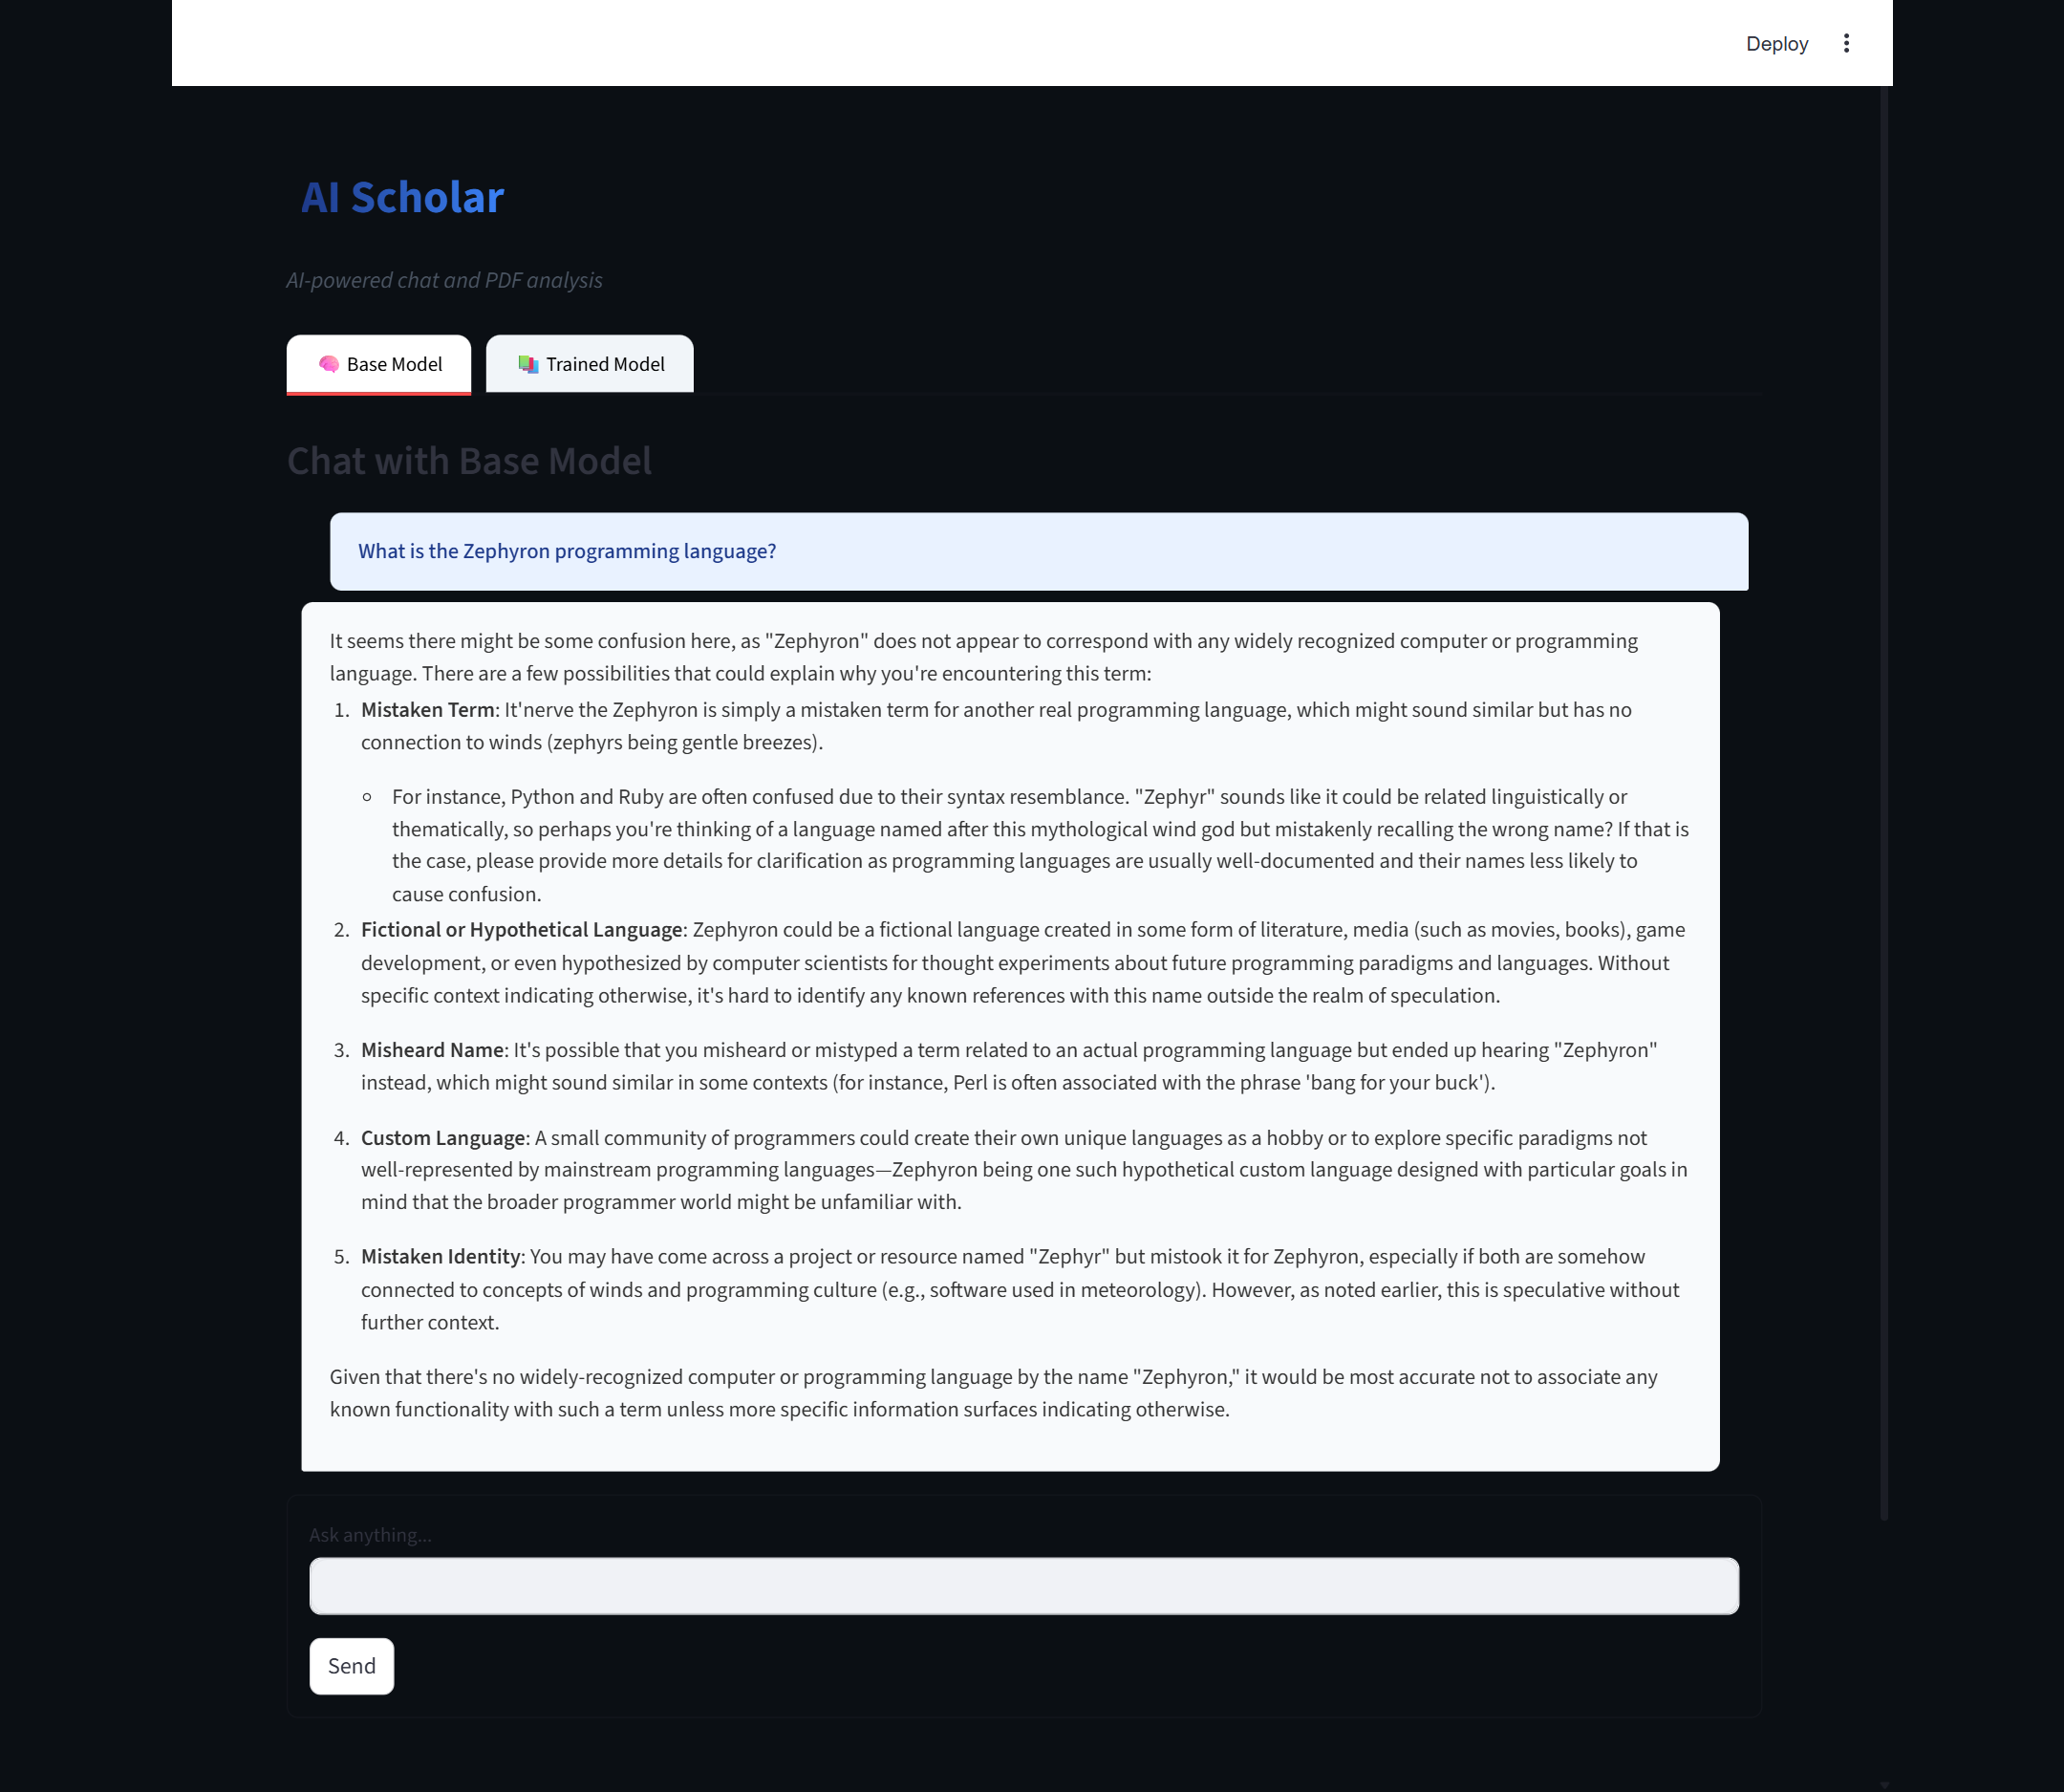 Deploy
AI Scholar
AI-powered chat and PDF analysis
Base Model
Trained Model
Chat with Base Model
What is the Zephyron programming language?
It seems there might be some confusion here, as "Zephyron" does not appear to correspond with any widely recognized computer or programming
language. There are a few possibilities that could explain why you're encountering this term:
1. Mistaken Term: It'nerve the Zephyron is simply a mistaken term for another real programming language, which might sound similar but has no
connection to winds (zephyrs being gentle breezes).
For instance, Python and Ruby are often confused due to their syntax resemblance. "Zephyr" sounds like it could be related linguistically or
thematically, so perhaps you're thinking of a language named after this mythological wind god but mistakenly recalling the wrong name? If that is
the case, please provide more details for clarification as programming languages are usually well-documented and their names less likely to
cause confusion.
2. Fictional or Hypothetical Language: Zephyron could be a fictional language created in some form of literature, media (such as movies, books), game
development, or even hypothesized by computer scientists for thought experiments about future programming paradigms and languages. Without
specific context indicating otherwise, it's hard to identify any known references with this name outside the realm of speculation.
3. Misheard Name: It's possible that you misheard or mistyped a term related to an actual programming language but ended up hearing "Zephyron"
instead, which might sound similar in some contexts (for instance, Perl is often associated with the phrase 'bang for your buck').
4. Custom Language: A small community of programmers could create their own unique languages as a hobby or to explore specific paradigms not
well-represented by mainstream programming languages—Zephyron being one such hypothetical custom language designed with particular goals in
mind that the broader programmer world might be unfamiliar with.
5. Mistaken Identity: You may have come across a project or resource named "Zephyr" but mistook it for Zephyron, especially if both are somehow
connected to concepts of winds and programming culture (e.g., software used in meteorology). However, as noted earlier, this is speculative without
further context.
Given that there's no widely-recognized computer or programming language by the name "Zephyron," it would be most accurate not to associate any
known functionality with such a term unless more specific information surfaces indicating otherwise.
Ask anything...
Send